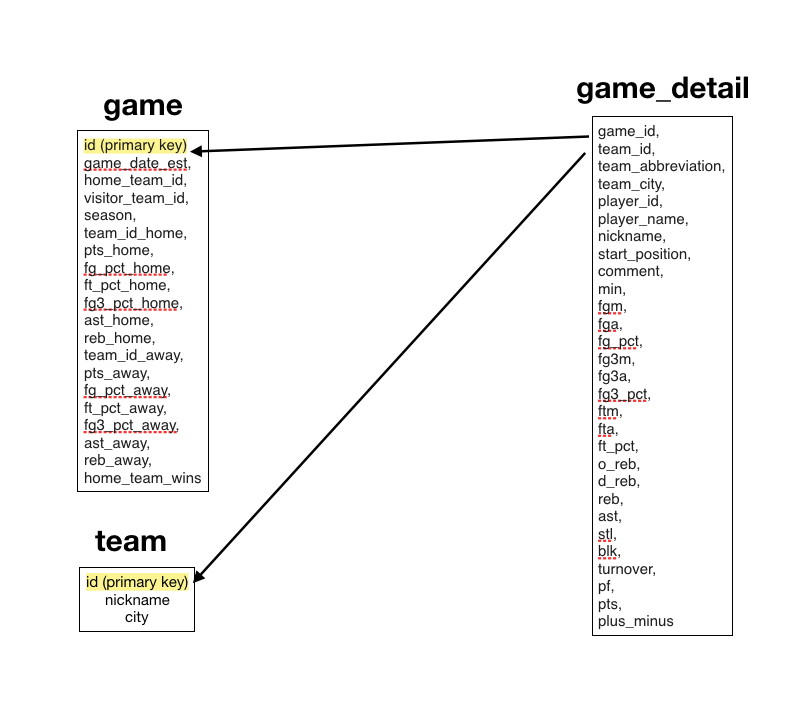 game
id (primary key)
game_date_est,
home_team_id,
visitor_team_id,
season,
team_id_home,
pts_home,
fg_pct_home,
ft_pct_home,
fg3_pct_home,
ast_home,
reb_home,
team_id_away,
pts_away,
fg_pct_away,
ft_pct_away,
fg3_pct_away,
ast_away,
reb_away,
home_team_wins
team
id (primary key)
nickname
city
game_detail
game_id,
team_id,
team_abbreviation,
team_city,
player_id,
player_name,
nickname,
start_position,
comment,
min,
fgm,
fga,
fg_pct,
fg3m,
fg3a,
fg3_pct,
ftm,
fta,
ft_pct,
o_reb,
d_reb,
reb,
ast,
stl,
blk,
turnover,
pf,
pts,
plus_minus